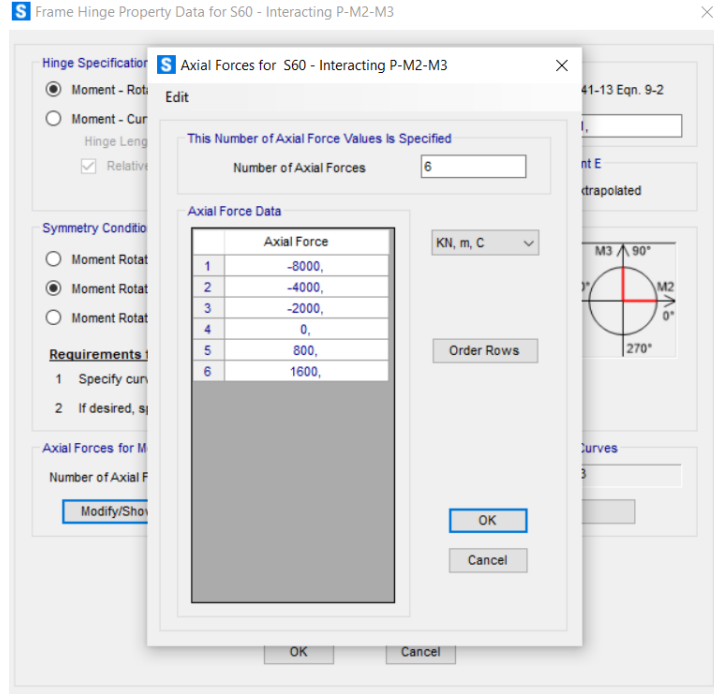 S Frame Hinge Property Data for S60 - Interacting P-M2-M3
Hinge Specification
Moment - Rota
Moment - Cur
Hinge Leng
Relative
41-13 Eqn. 9-2
1,
nt E
xtrapolated
Symmetry Conditio
Moment Rotat
Moment Rotat
Moment Rotat
Requirements f
1 Specify curv
2 If desired, sp
M3 90°
M2
0°
270°
Axial Forces for M
Number of Axial F
Modify/Show
Curves
3
OK
Cancel
S Axial Forces for S60 - Interacting P-M2-M3
Edit
This Number of Axial Force Values Is Specified
Number of Axial Forces 6
Axial Force Data
Axial Force
1 -8000,
2 -4000,
3 -2000,
4 0,
5 800,
6 1600,
KN, m, C
Order Rows
OK
Cancel